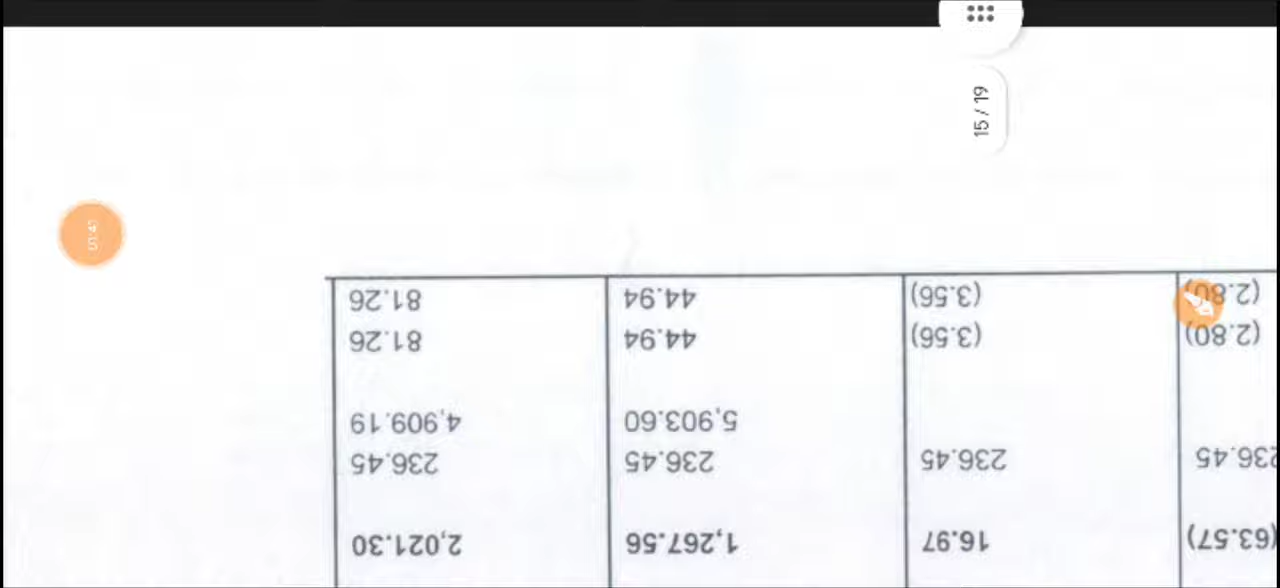 15 / 19
01:41
(63.57) 16.97 1,267.56 2,021.30
236.45 236.45 236.45 236.45
5,903.60 4,909.19
(2.80) (3.56) 44.94 81.26
(2.80) (3.56) 44.94 81.26